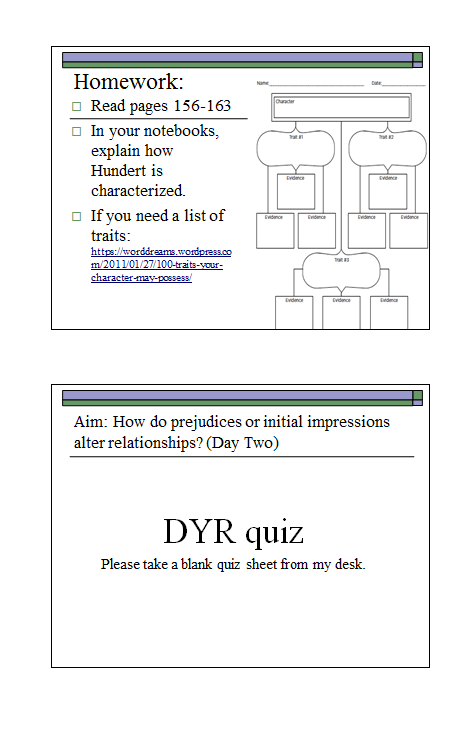 Homework:
Read pages 156-163
In your notebooks,
explain how
Hundert is
characterized.
If you need a list of
traits:
https://worddreams.wordpress.co
m/2011/01/27/100-traits-your-
character-may-possess/
Name: Date:
Character
Trait #1 Trait #2
Evidence Evidence
Evidence Evidence Evidence Evidence
Trait #3
Evidence Evidence Evidence
Aim: How do prejudices or initial impressions
alter relationships? (Day Two)
DYR quiz
Please take a blank quiz sheet from my desk.